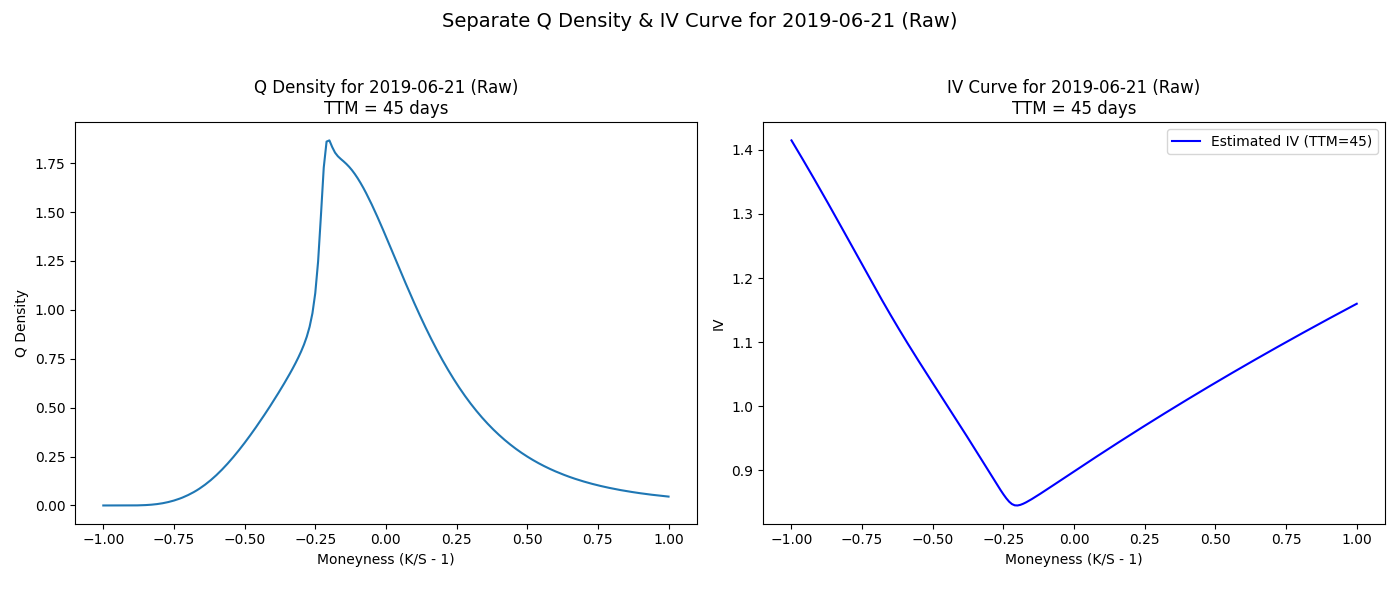 Separate Q Density & IV Curve for 2019-06-21 (Raw)
Q Density for 2019-06-21 (Raw)
TTM = 45 days
Q Density
1.75
1.50
1.25
1.00
0.75
0.50
0.25
0.00
−1.00 −0.75 −0.50 −0.25 0.00 0.25 0.50 0.75 1.00
Moneyness (K/S - 1)
IV Curve for 2019-06-21 (Raw)
TTM = 45 days
Estimated IV (TTM=45)
IV
1.4
1.3
1.2
1.1
1.0
0.9
−1.00 −0.75 −0.50 −0.25 0.00 0.25 0.50 0.75 1.00
Moneyness (K/S - 1)